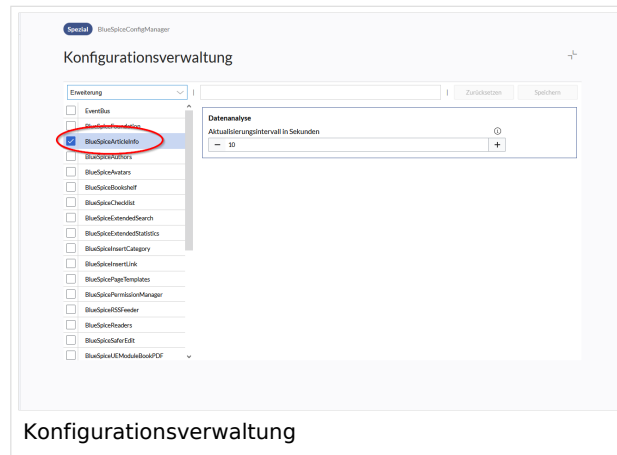 Spezial BlueSpiceConfigManager
Konfigurationsverwaltung
Erweiterung
Zurücksetzen Speichern
EventBus
BlueSpiceFoundation
BlueSpiceArticleInfo
BlueSpiceAuthors
BlueSpiceAvatars
BlueSpiceBookshelf
BlueSpiceChecklist
BlueSpiceExtendedSearch
BlueSpiceExtendedStatistics
BlueSpiceInsertCategory
BlueSpiceInsertLink
BlueSpicePageTemplates
BlueSpicePermissionManager
BlueSpiceRSSFeeder
BlueSpiceReaders
BlueSpiceSaferEdit
BlueSpiceUEModuleBookPDF
Datenanalyse
Aktualisierungsintervall in Sekunden
− 10 +
Konfigurationsverwaltung